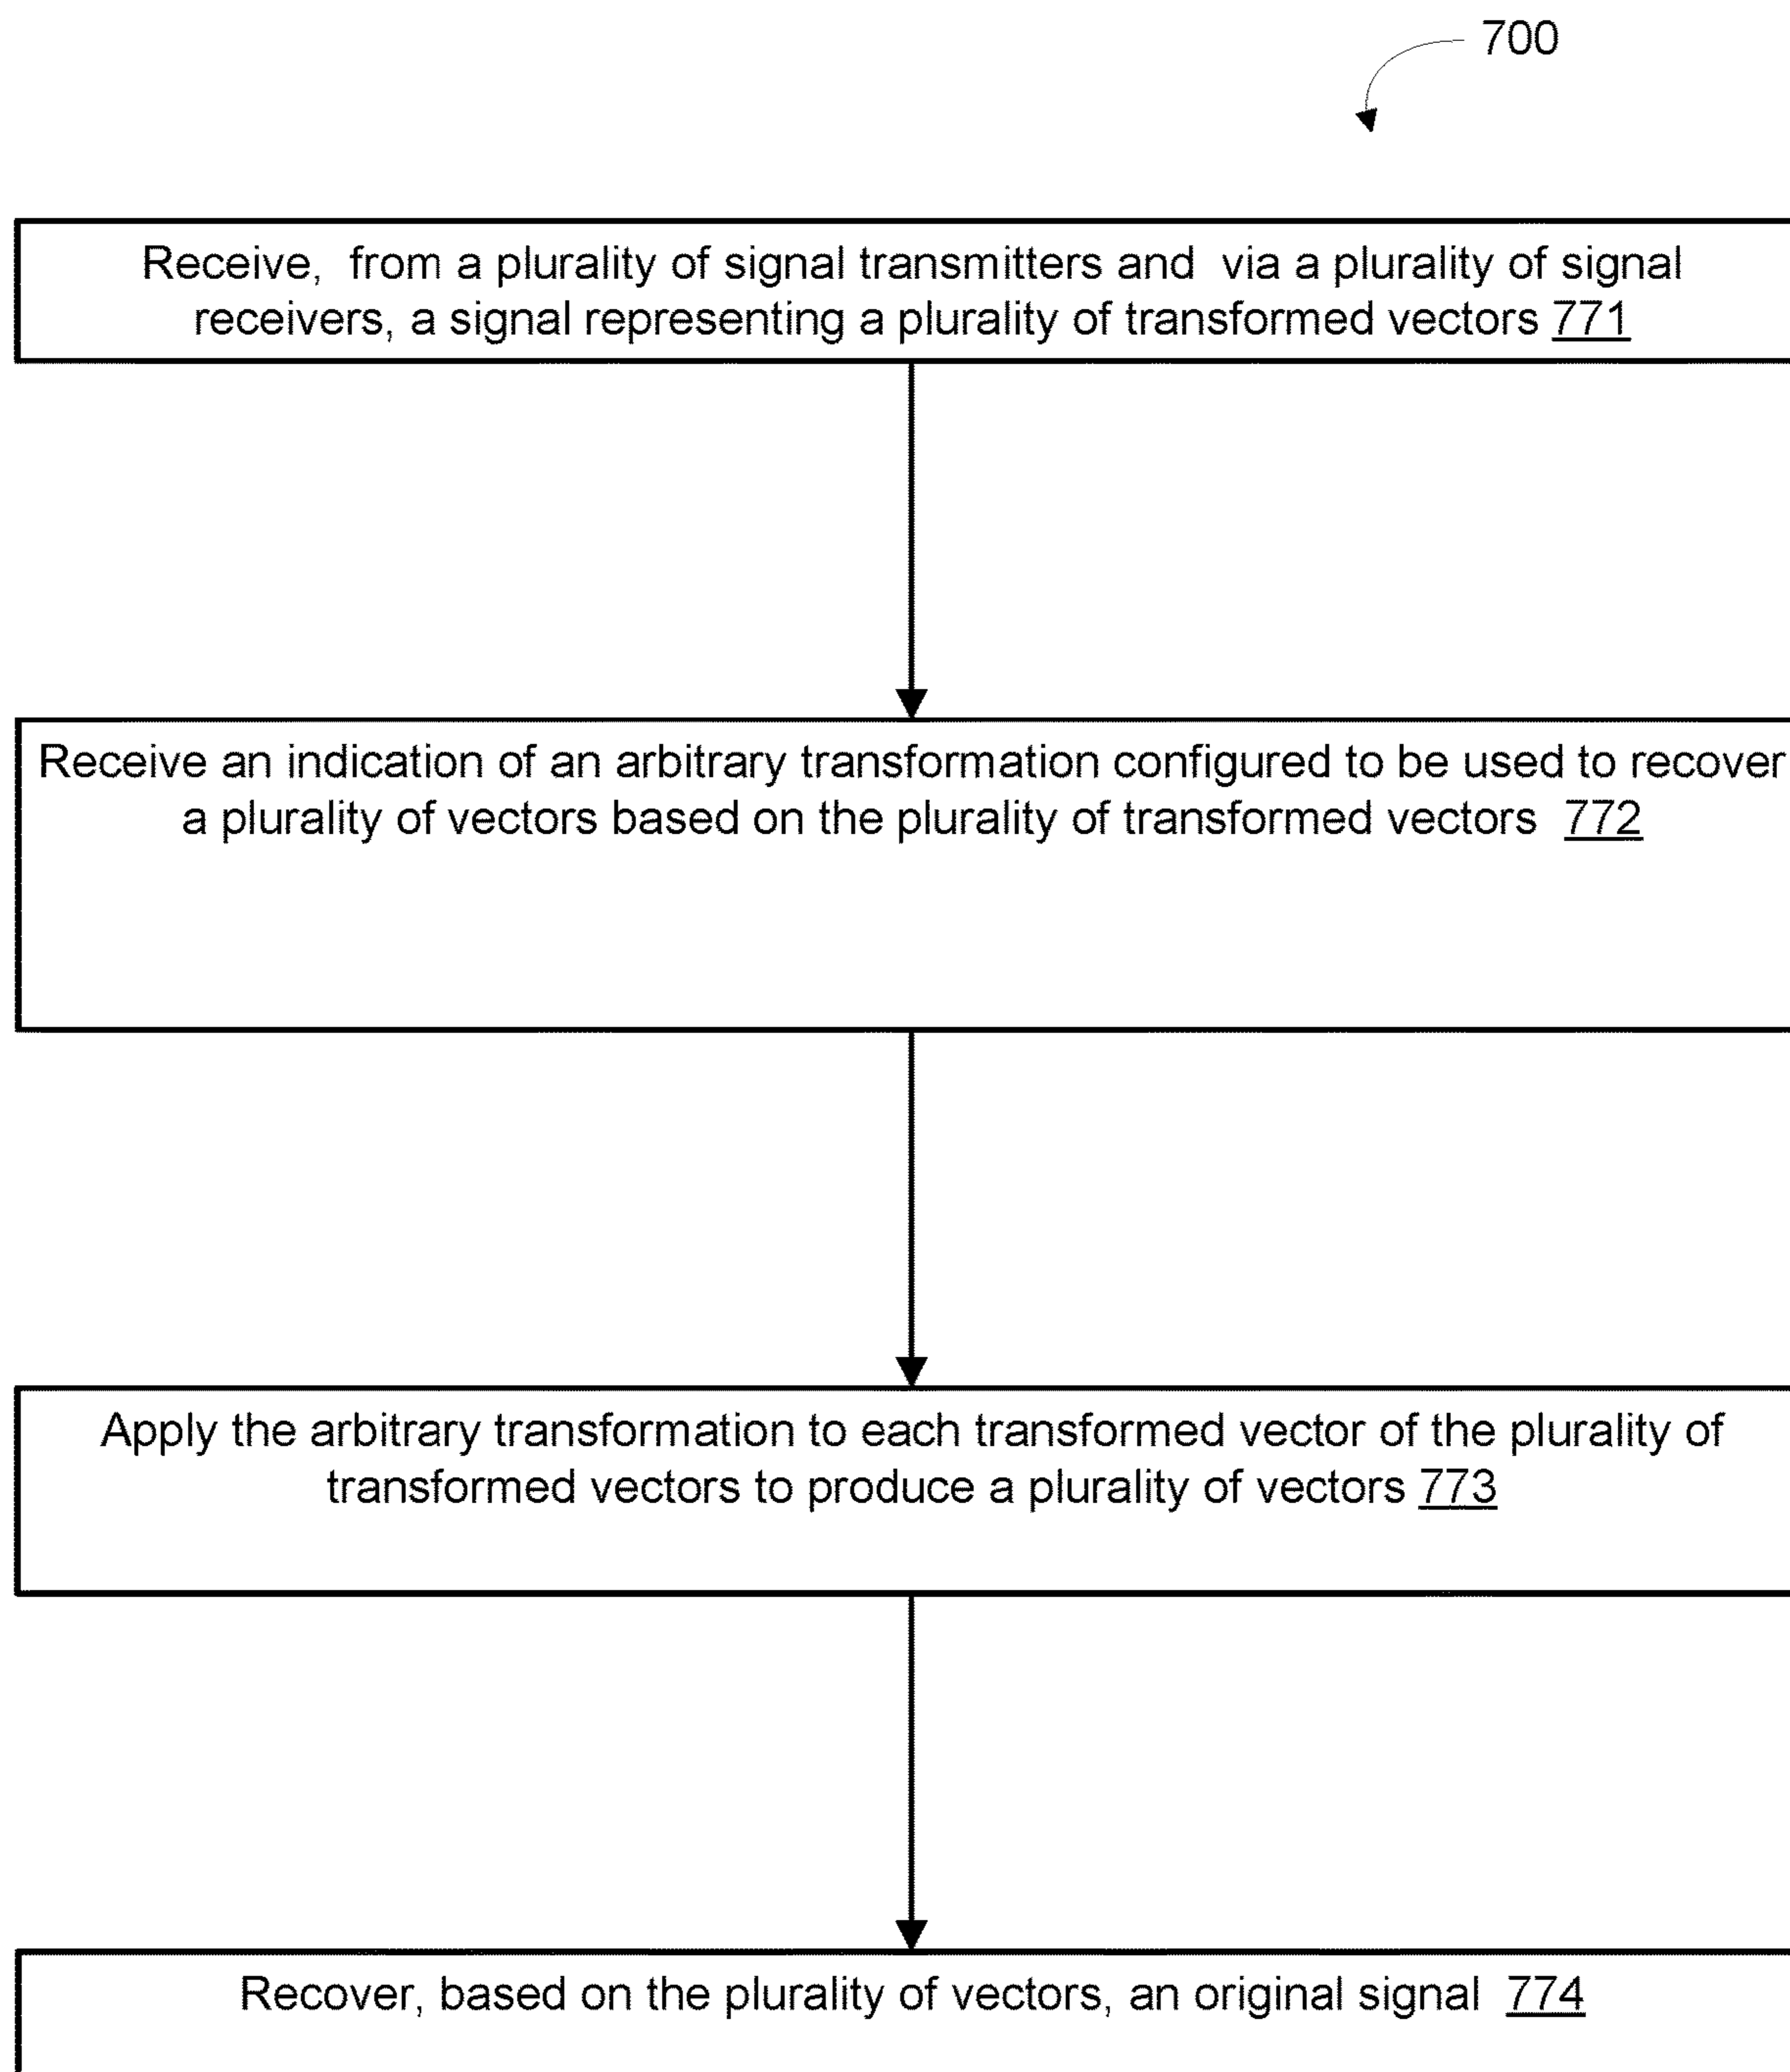 700
Receive, from a plurality of signal transmitters and via a plurality of signal
receivers, a signal representing a plurality of transformed vectors 771
Receive an indication of an arbitrary transformation configured to be used to recover
a plurality of vectors based on the plurality of transformed vectors 772
Apply the arbitrary transformation to each transformed vector of the plurality of
transformed vectors to produce a plurality of vectors 773
Recover, based on the plurality of vectors, an original signal 774